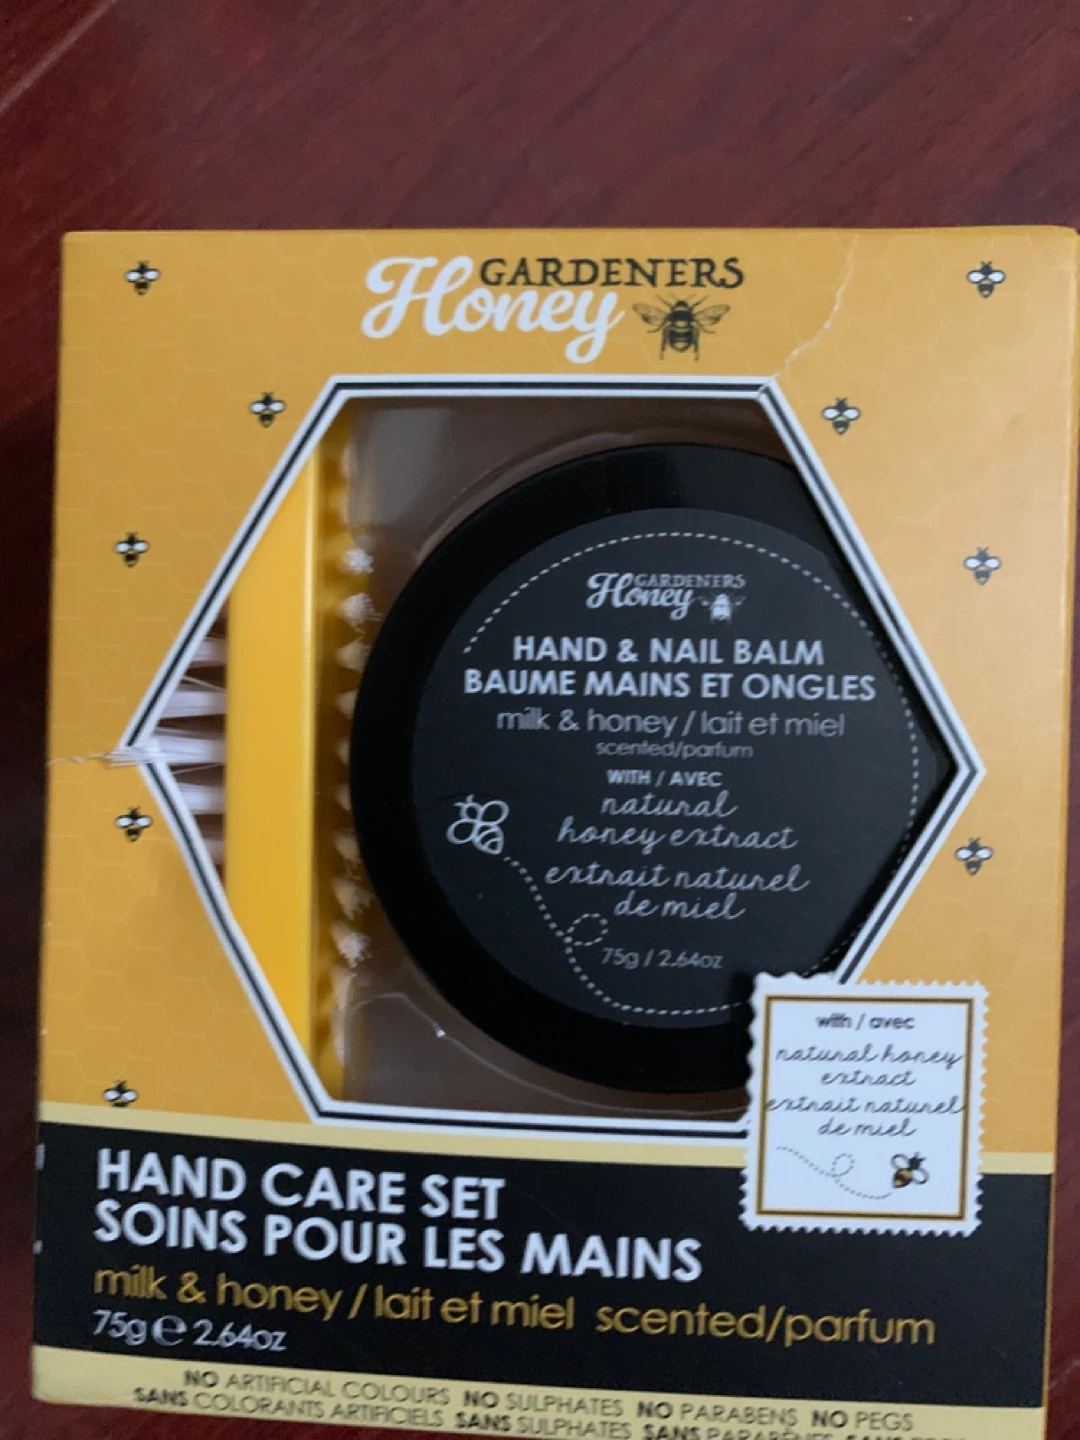 GARDENERS
Honey
GARDENERS
Honey
HAND & NAIL BALM
BAUME MAINS ET ONGLES
milk & honey / lait et miel
scented/parfum
WITH / AVEC
natural
honey extract
extrait naturel
de miel
75g / 2.64oz
with / avec
natural honey
extract
extrait naturel
de miel
HAND CARE SET
SOINS POUR LES MAINS
milk & honey / lait et miel scented/parfum
75g e 2.64oz
NO ARTIFICIAL COLOURS NO SULPHATES NO PARABENS NO PEGS
SANS COLORANTS ARTIFICIELS SANS SULPHATES SANS PARABÈNES SANS